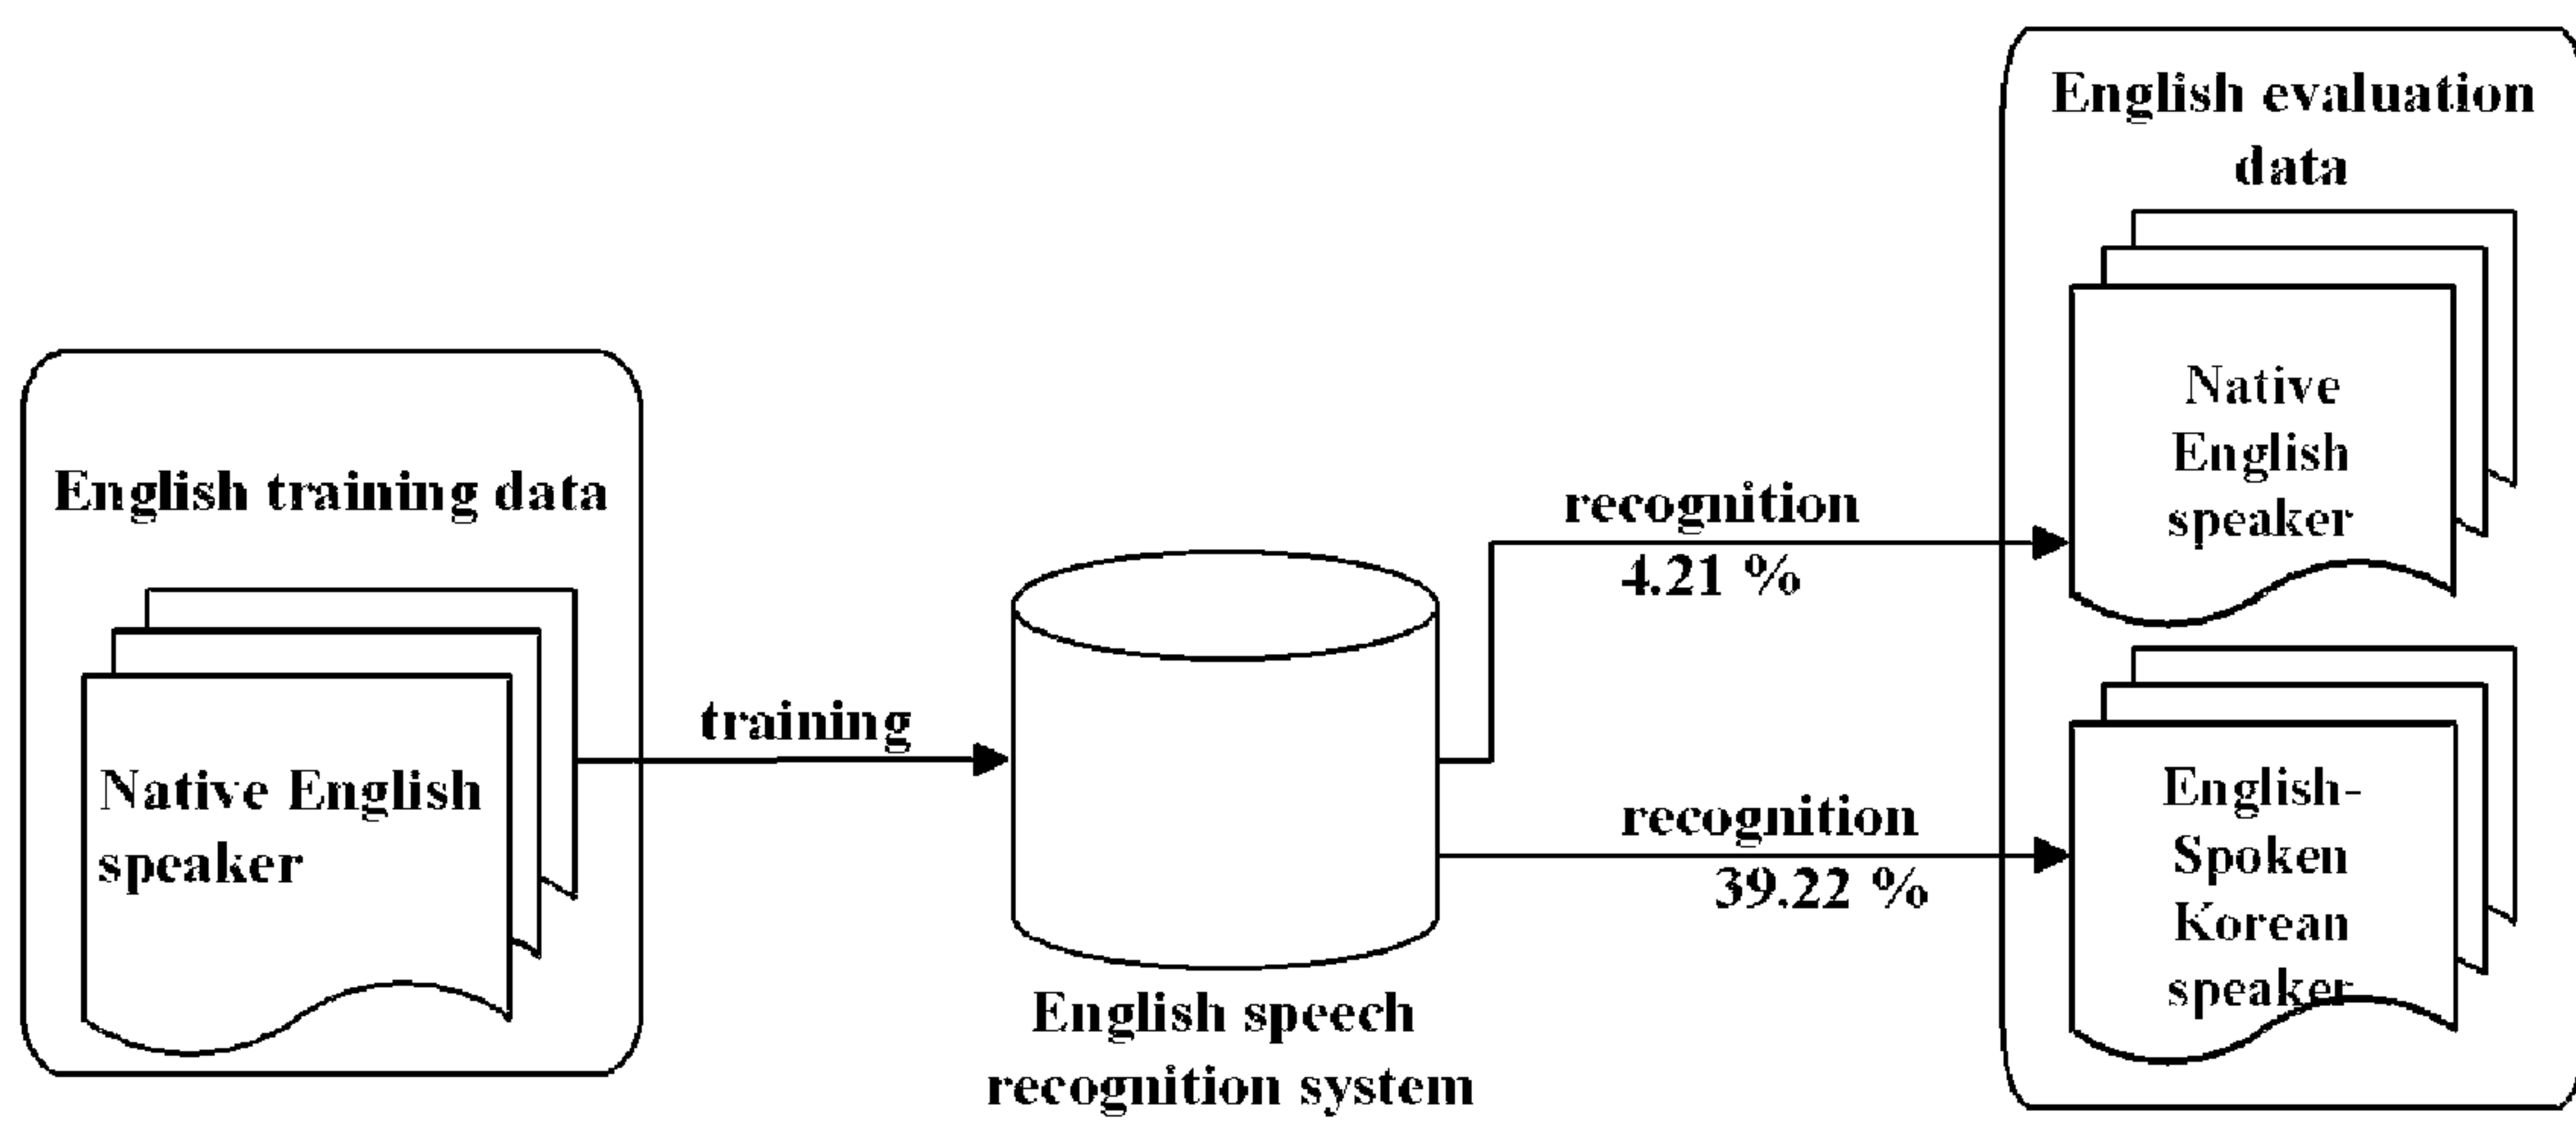 English training data
Native English
speaker
training
English speech
recognition system
recognition
4.21 %
recognition
39.22 %
English evaluation
data
Native
English
speaker
English-
Spoken
Korean
speaker